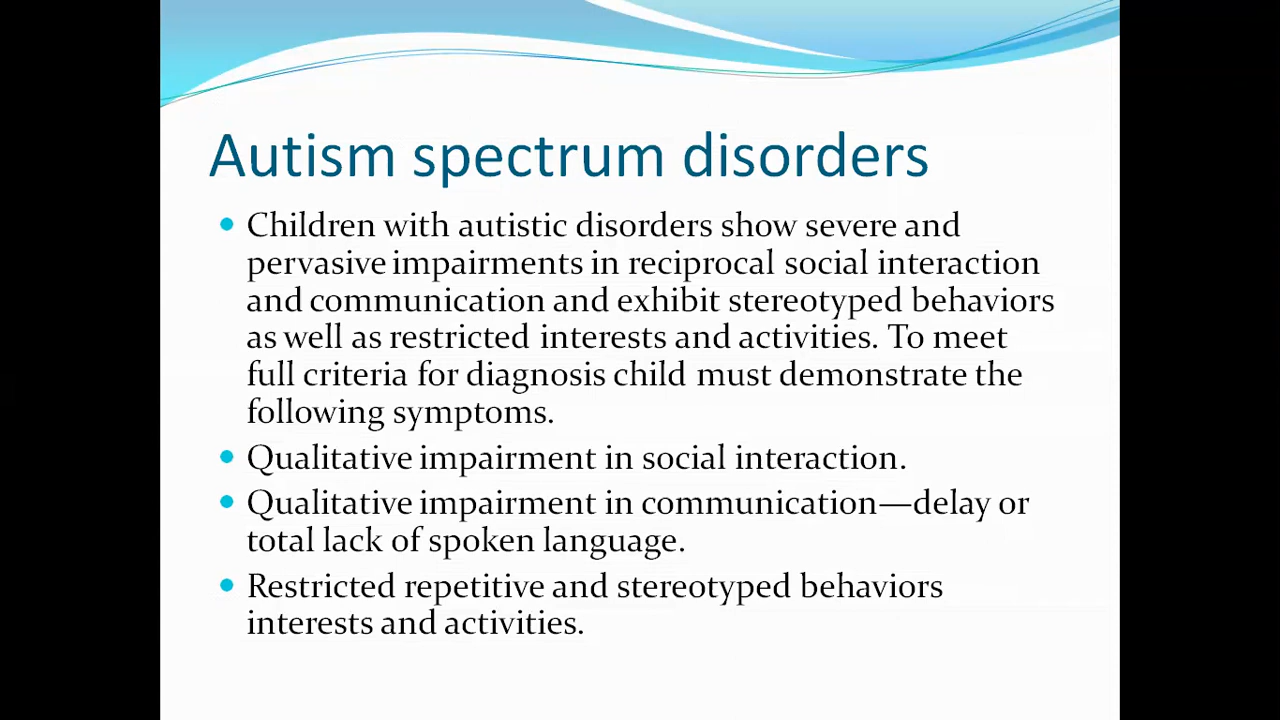 Autism spectrum disorders
Children with autistic disorders show severe and
pervasive impairments in reciprocal social interaction
and communication and exhibit stereotyped behaviors
as well as restricted interests and activities. To meet
full criteria for diagnosis child must demonstrate the
following symptoms.
Qualitative impairment in social interaction.
Qualitative impairment in communication—delay or
total lack of spoken language.
Restricted repetitive and stereotyped behaviors
interests and activities.